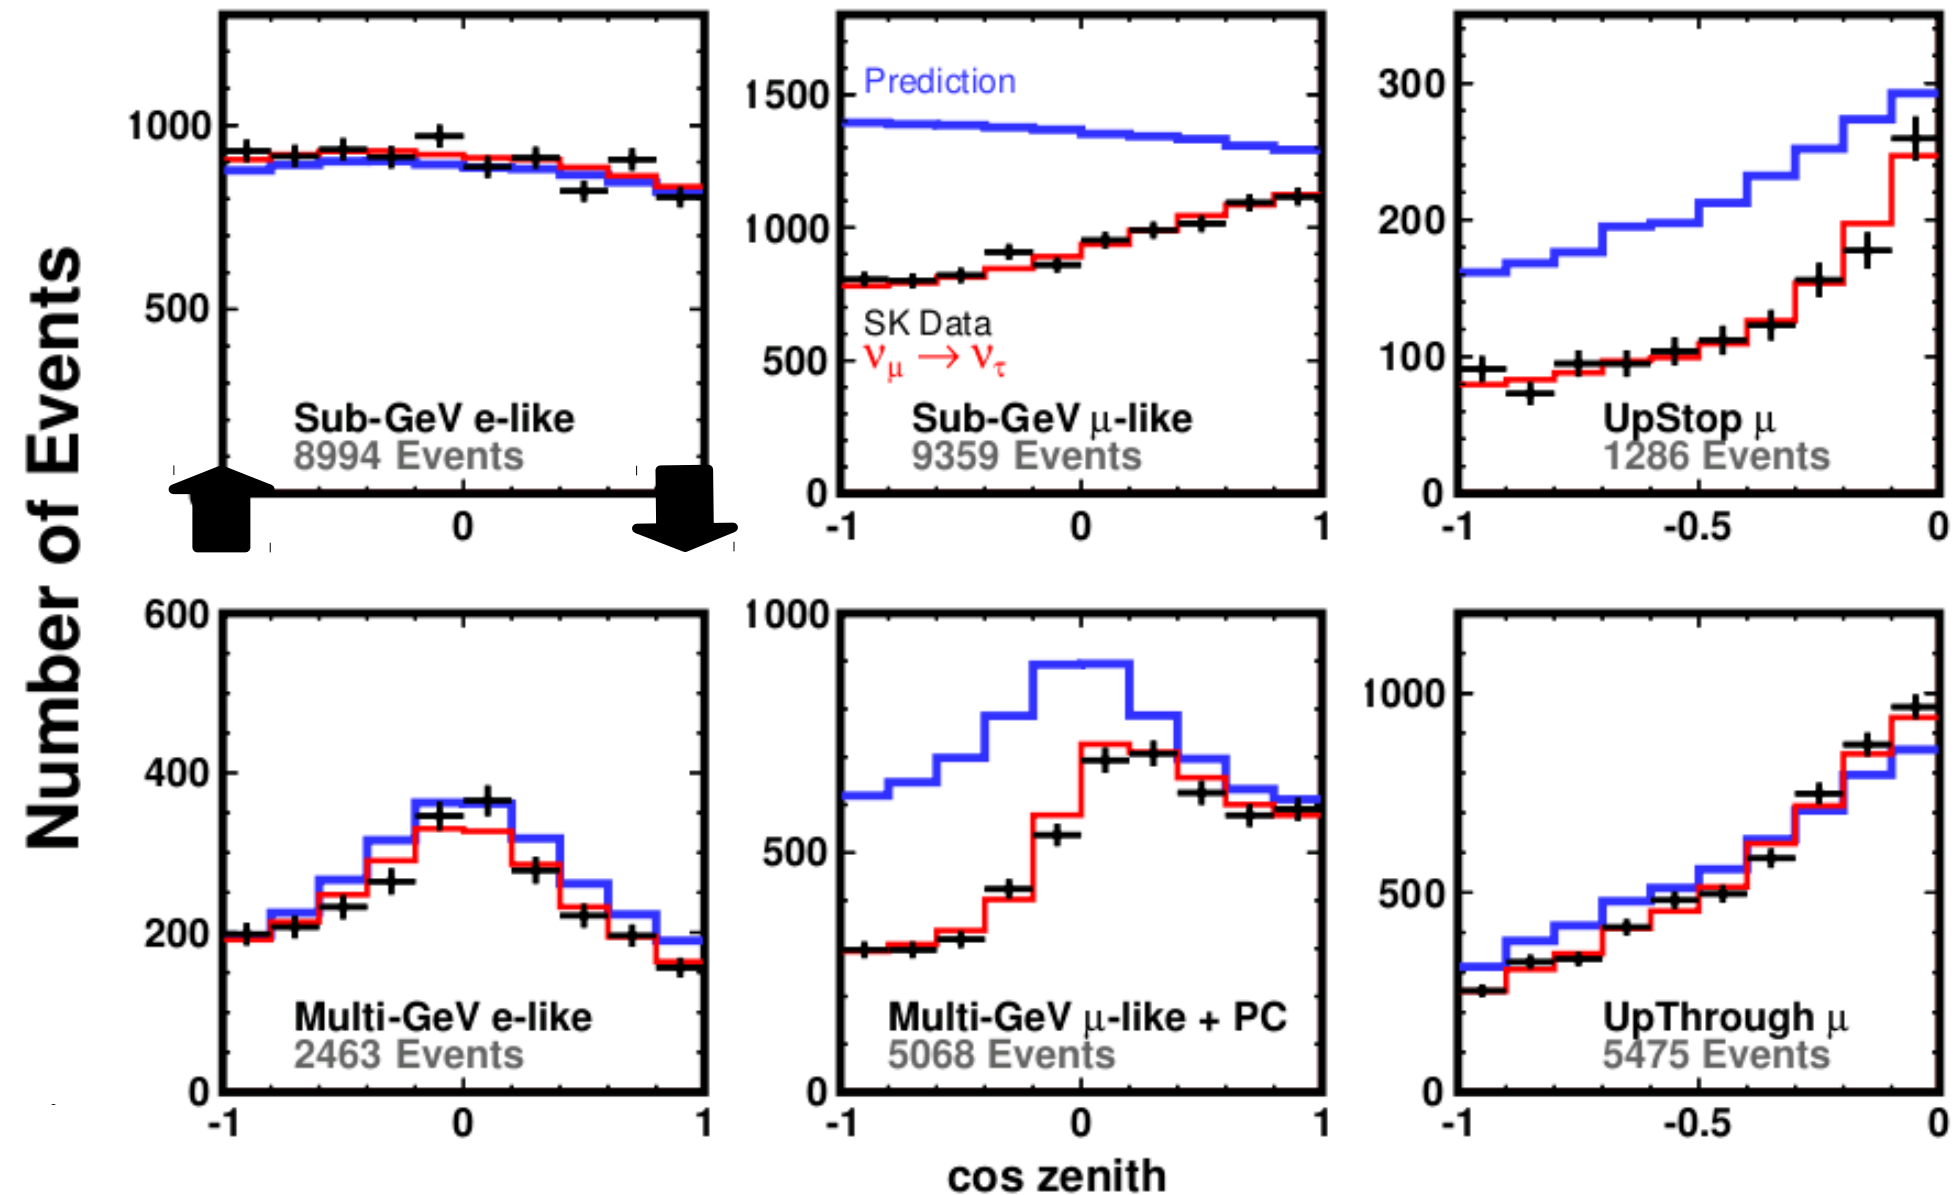 Number of Events
1000
500
Sub-GeV e-like
8994 Events
0
1500
1000
500
0
Prediction
SK Data
νμ → ντ
Sub-GeV μ-like
9359 Events
-1 0 1
300
200
100
0
UpStop μ
1286 Events
-1 -0.5 0
600
400
200
0
Multi-GeV e-like
2463 Events
-1 0 1
1000
500
0
Multi-GeV μ-like + PC
5068 Events
-1 0 1
1000
500
0
UpThrough μ
5475 Events
-1 -0.5 0
cos zenith